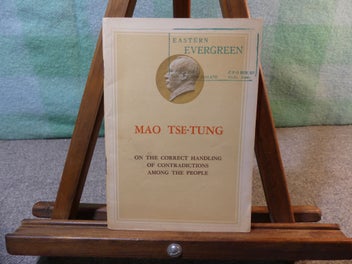 EASTERN
EVERGREEN
MAO TSE-TUNG
ON THE CORRECT HANDLING
OF CONTRADICTIONS
AMONG THE PEOPLE